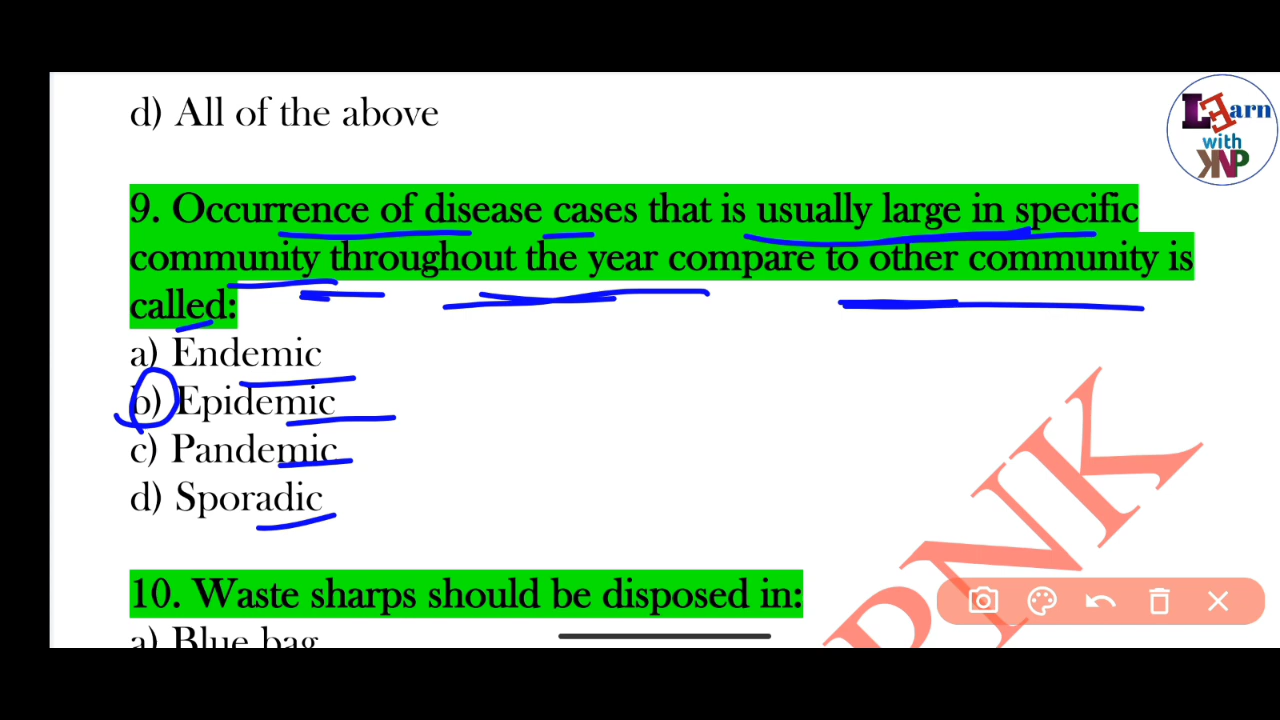 d) All of the above
LEarn
with
KNP
9. Occurrence of disease cases that is usually large in specific
community throughout the year compare to other community is
called:
a) Endemic
b) Epidemic
c) Pandemic
d) Sporadic
10. Waste sharps should be disposed in:
a) Blue bag
PNK